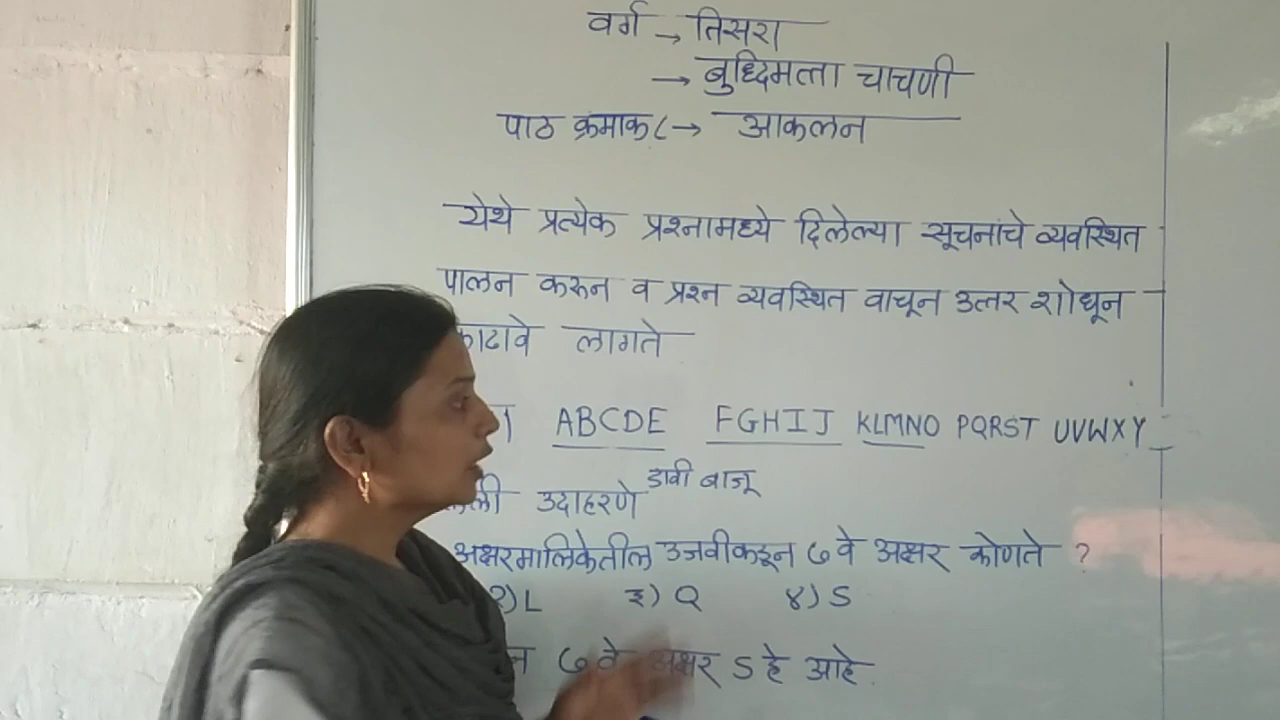 वर्ग → तिसरा
→ बुध्दिमत्ता चाचणी
पाठ क्रमाक ८ → आकलन
येथे प्रत्येक प्रश्नामध्ये दिलेल्या सूचनांचे व्यवस्थित
पालन करुन व प्रश्न व्यवस्थित वाचून उत्तर शोधून
काढावे लागते
ABCDE FGHIJ KLMNO PQRST UVWXY
डावी बाजू
उदाहरणे
अक्षरमालिकेतील उजवीकडून ७ वे अक्षर कोणते ?
२) L ३) Q ४) S
७ वे अक्षर S हे आहे.